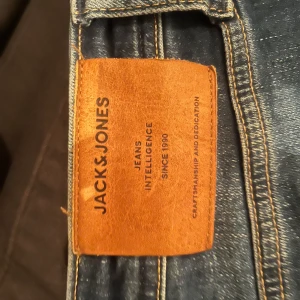 JACK&JONES
JEANS
INTELLIGENCE
SINCE 1990
CRAFTSMANSHIP AND DEDICATION